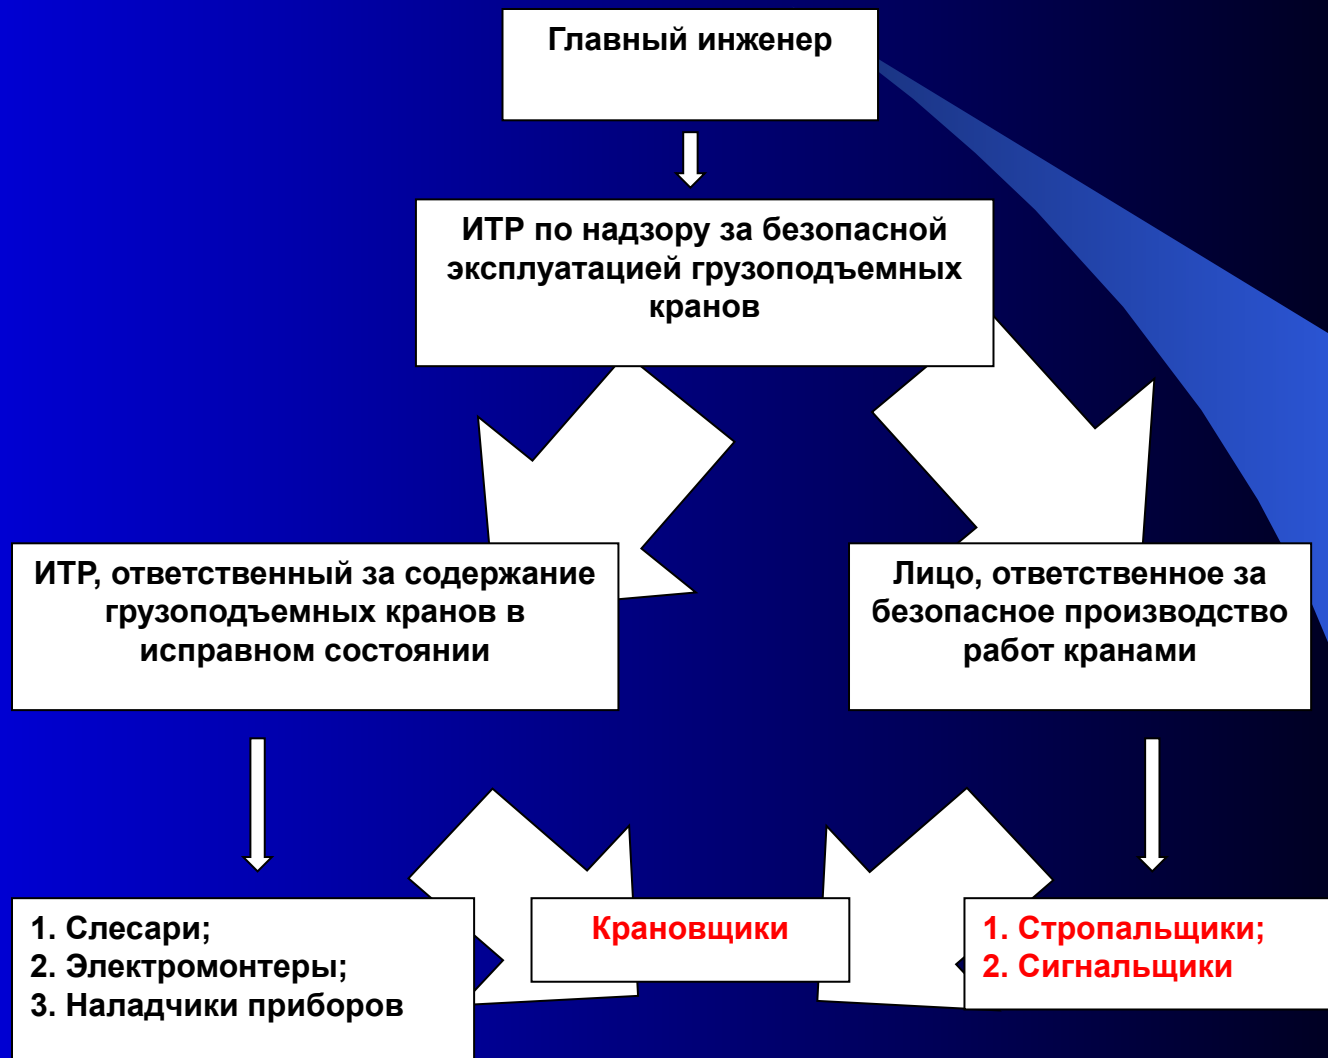 Главный инженер
ИТР по надзору за безопасной
эксплуатацией грузоподъемных
кранов
ИТР, ответственный за содержание
грузоподъемных кранов в
исправном состоянии
Лицо, ответственное за
безопасное производство
работ кранами
1. Слесари;
2. Электромонтеры;
3. Наладчики приборов
Крановщики
1. Стропальщики;
2. Сигнальщики